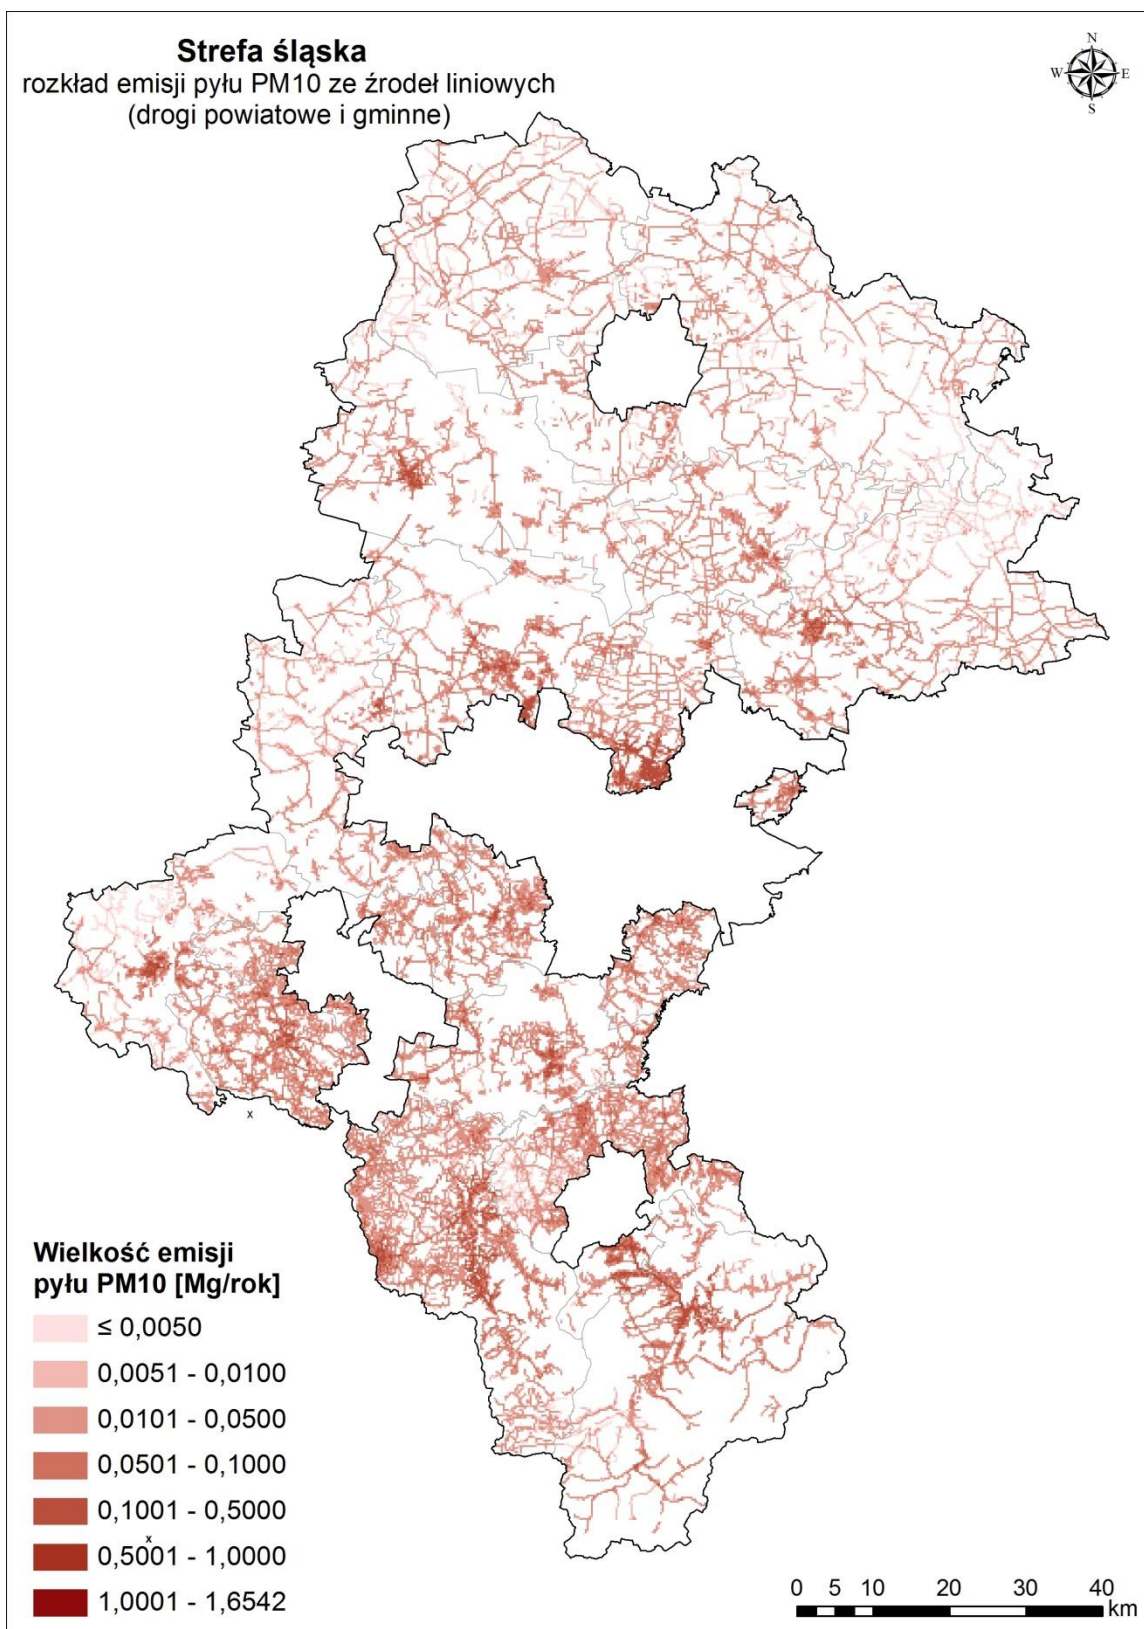 Strefa śląska
rozkład emisji pyłu PM10 ze źrodeł liniowych
(drogi powiatowe i gminne)
N
W E
S
x
Wielkość emisji
pyłu PM10 [Mg/rok]
≤ 0,0050
0,0051 - 0,0100
0,0101 - 0,0500
0,0501 - 0,1000
0,1001 - 0,5000
x
0,5001 - 1,0000
1,0001 - 1,6542
0 5 10 20 30 40
km